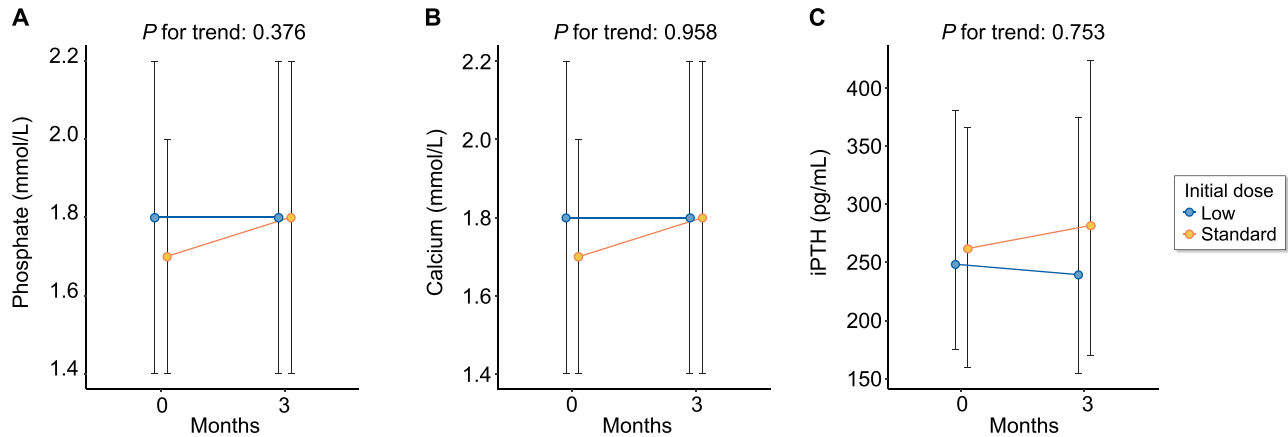 A
P for trend: 0.376
2.2
2.0
1.8
1.6
1.4
Phosphate (mmol/L)
0
3
Months
B
P for trend: 0.958
2.2
2.0
1.8
1.6
1.4
Calcium (mmol/L)
0
3
Months
C
P for trend: 0.753
400
350
300
250
200
150
iPTH (pg/mL)
0
3
Months
Initial dose
Low
Standard